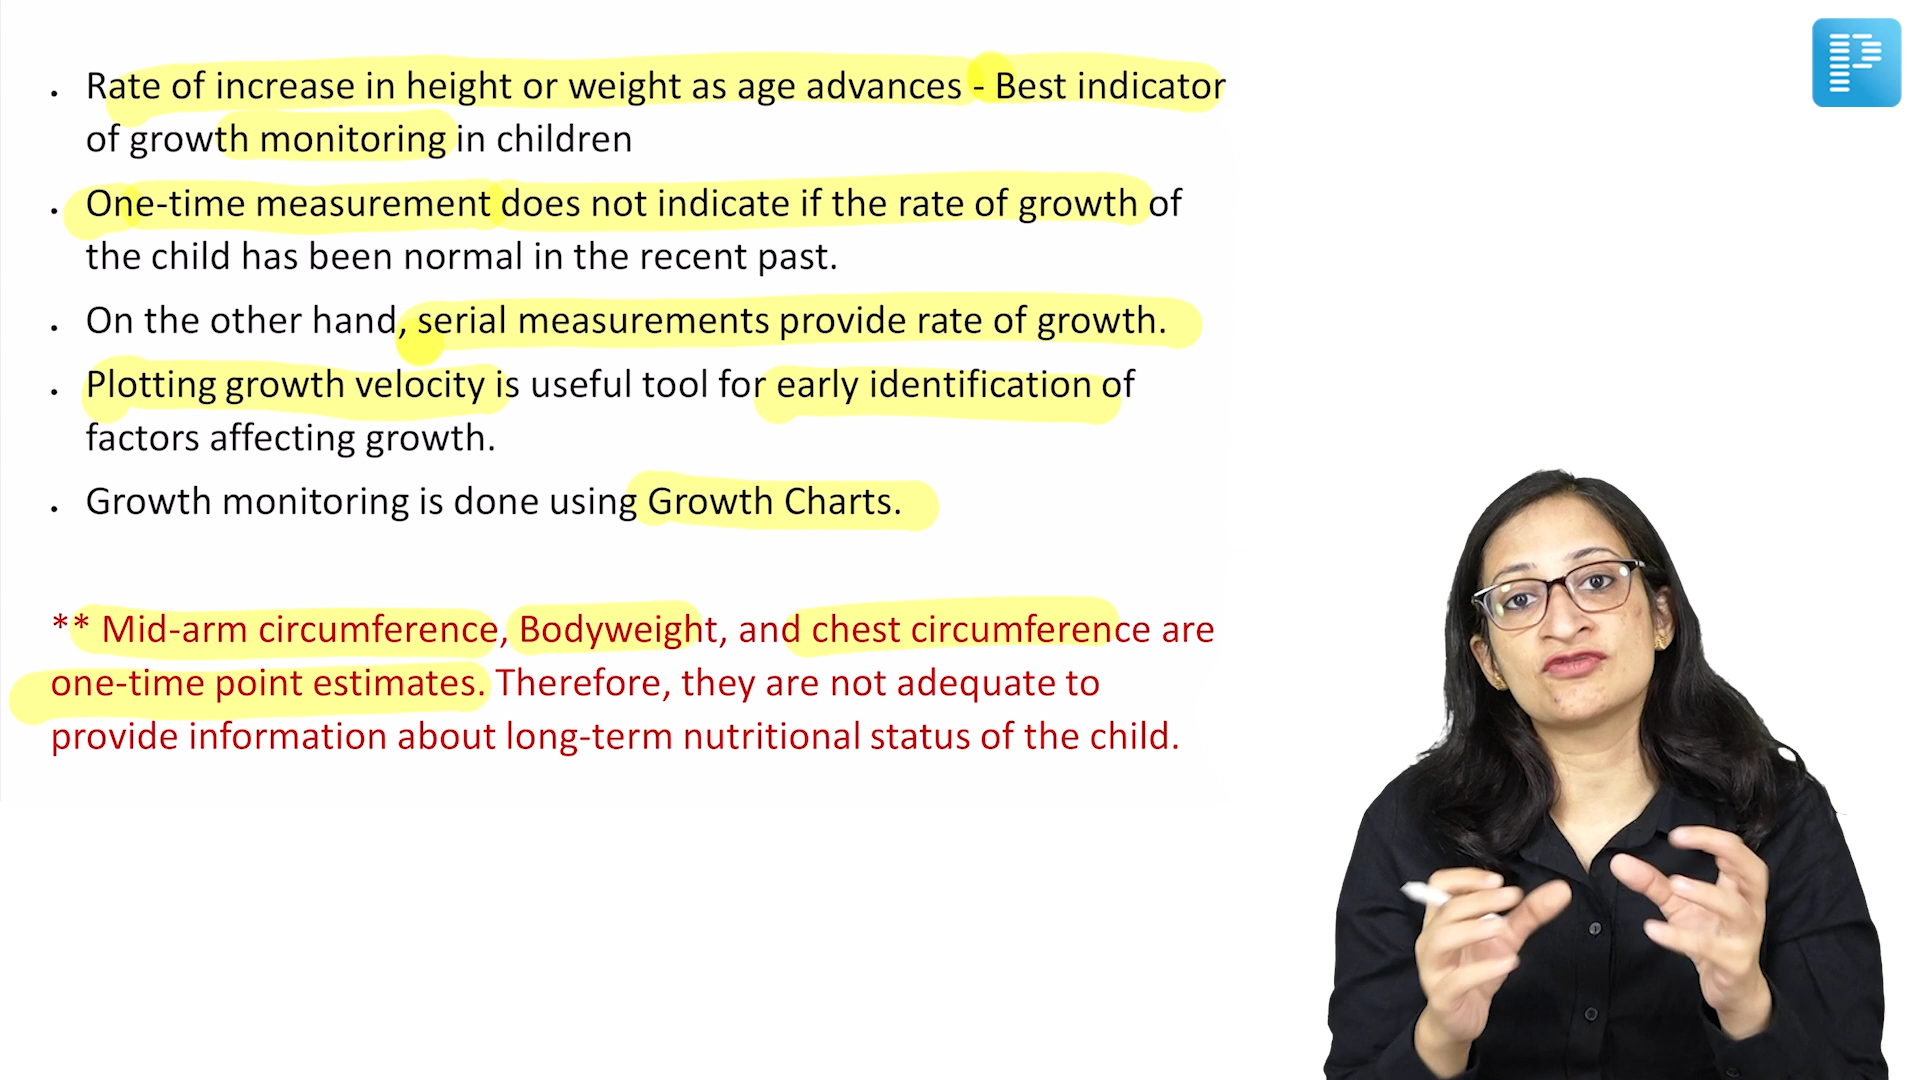 • Rate of increase in height or weight as age advances - Best indicator
of growth monitoring in children
• One-time measurement does not indicate if the rate of growth of
the child has been normal in the recent past.
• On the other hand, serial measurements provide rate of growth.
• Plotting growth velocity is useful tool for early identification of
factors affecting growth.
• Growth monitoring is done using Growth Charts.
** Mid-arm circumference, Bodyweight, and chest circumference are
one-time point estimates. Therefore, they are not adequate to
provide information about long-term nutritional status of the child.